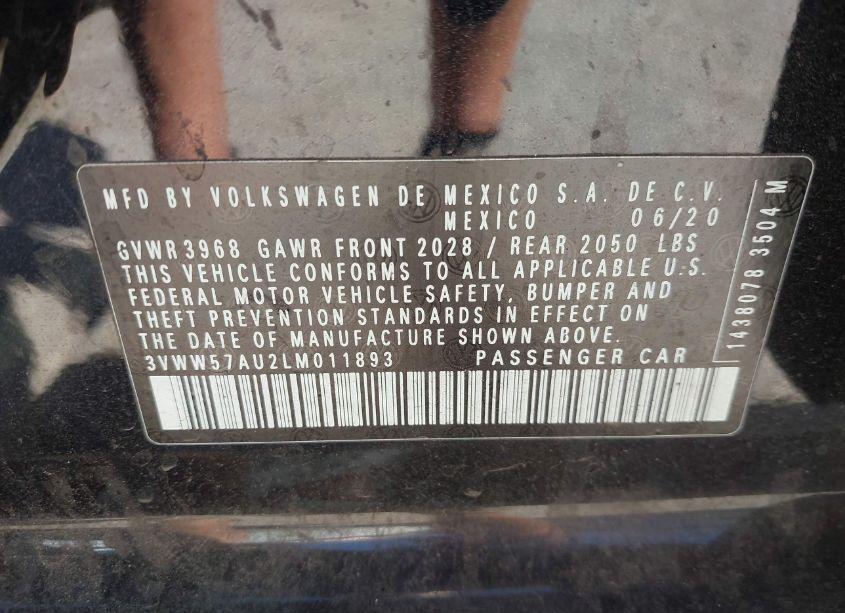 MFD BY VOLKSWAGEN DE MEXICO S.A. DE C.V.
MEXICO 06/20
GVWR 3968 GAWR FRONT 2028 / REAR 2050 LBS
THIS VEHICLE CONFORMS TO ALL APPLICABLE U.S.
FEDERAL MOTOR VEHICLE SAFETY, BUMPER AND
THEFT PREVENTION STANDARDS IN EFFECT ON
THE DATE OF MANUFACTURE SHOWN ABOVE.
3VWW57AU2LM011893 PASSENGER CAR
1438078 3504 M